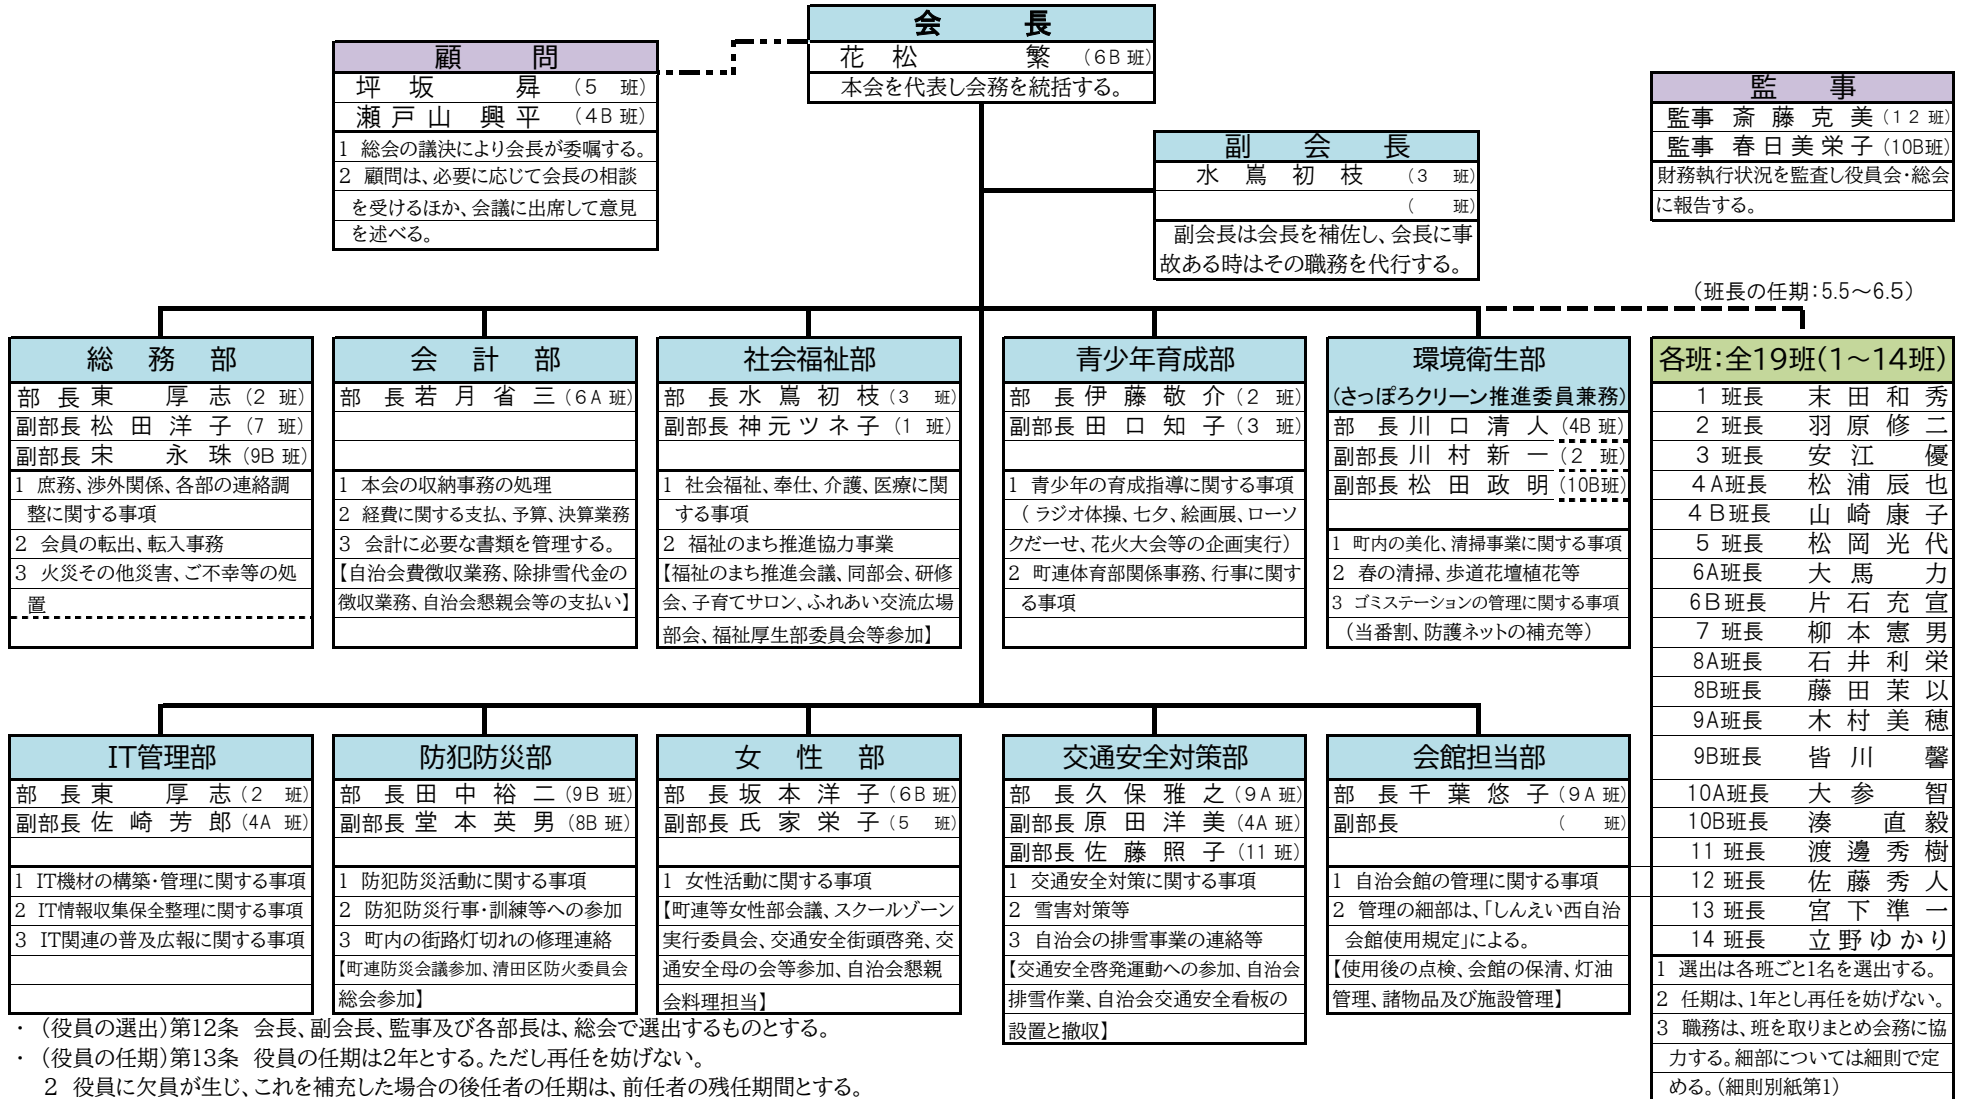 会長
花松 繁 (6B 班)
本会を代表し会務を統括する。
顧問
坪坂 昇 (5 班)
瀬戸山 興平 (4B 班)
1 総会の議決により会長が委嘱する。
2 顧問は、必要に応じて会長の相談
を受けるほか、会議に出席して意見
を述べる。
副会長
水嶌初枝 (3 班)
( 班)
副会長は会長を補佐し、会長に事
故ある時はその職務を代行する。
監事
監事 斎藤克美 (12 班)
監事 春日美栄子 (10B班)
財務執行状況を監査し役員会・総会
に報告する。
(班長の任期:5.5～6.5)
総務部
部長 東 厚志 (2 班)
副部長 松田洋子 (7 班)
副部長 宋 永珠 (9B 班)
1 庶務、渉外関係、各部の連絡調
整に関する事項
2 会員の転出、転入事務
3 火災その他災害、ご不幸等の処
置
会計部
部長 若月省三 (6A 班)
1 本会の収納事務の処理
2 経費に関する支払、予算、決算業務
3 会計に必要な書類を管理する。
【自治会費徴収業務、除排雪代金の
徴収業務、自治会懇親会等の支払い】
社会福祉部
部長 水嶌初枝 (3 班)
副部長 神元ツネ子 (1 班)
1 社会福祉、奉仕、介護、医療に関
する事項
2 福祉のまち推進協力事業
【福祉のまち推進会議、同部会、研修
会、子育てサロン、ふれあい交流広場
部会、福祉厚生部委員会等参加】
青少年育成部
部長 伊藤敬介 (2 班)
副部長 田口知子 (3 班)
1 青少年の育成指導に関する事項
(ラジオ体操、七夕、絵画展、ローソ
クだーせ、花火大会等の企画実行)
2 町連体育部関係事務、行事に関す
る事項
環境衛生部
(さっぽろクリーン推進委員兼務)
部長 川口清人 (4B 班)
副部長 川村新一 (2 班)
副部長 松田政明 (10B班)
1 町内の美化、清掃事業に関する事項
2 春の清掃、歩道花壇植花等
3 ゴミステーションの管理に関する事項
(当番割、防護ネットの補充等)
各班:全19班(1～14班)
1 班長 末田和秀
2 班長 羽原修二
3 班長 安江 優
4A班長 松浦辰也
4B班長 山崎康子
5 班長 松岡光代
6A班長 大馬 力
6B班長 片石充宣
7 班長 柳本憲男
8A班長 石井利栄
8B班長 藤田茉以
9A班長 木村美穂
9B班長 皆川 馨
10A班長 大参 智
10B班長 湊 直毅
11 班長 渡邊秀樹
12 班長 佐藤秀人
13 班長 宮下準一
14 班長 立野ゆかり
1 選出は各班ごと1名を選出する。
2 任期は、1年とし再任を妨げない。
3 職務は、班を取りまとめ会務に協
力する。細部については細則で定
める。(細則別紙第1)
IT管理部
部長 東 厚志 (2 班)
副部長 佐崎芳郎 (4A 班)
1 IT機材の構築・管理に関する事項
2 IT情報収集保全整理に関する事項
3 IT関連の普及広報に関する事項
防犯防災部
部長 田中裕二 (9B 班)
副部長 堂本英男 (8B 班)
1 防犯防災活動に関する事項
2 防犯防災行事・訓練等への参加
3 町内の街路灯切れの修理連絡
【町連防災会議参加、清田区防火委員会
総会参加】
女性部
部長 坂本洋子 (6B 班)
副部長 氏家栄子 (5 班)
1 女性活動に関する事項
【町連等女性部会議、スクールゾーン
実行委員会、交通安全街頭啓発、交
通安全母の会等参加、自治会懇親
会料理担当】
交通安全対策部
部長 久保雅之 (9A 班)
副部長 原田洋美 (4A 班)
副部長 佐藤照子 (11 班)
1 交通安全対策に関する事項
2 雪害対策等
3 自治会の排雪事業の連絡等
【交通安全啓発運動への参加、自治会
排雪作業、自治会交通安全看板の
設置と撤収】
会館担当部
部長 千葉悠子 (9A 班)
副部長 ( 班)
1 自治会館の管理に関する事項
2 管理の細部は、「しんえい西自治
会館使用規定」による。
【使用後の点検、会館の保清、灯油
管理、諸物品及び施設管理】
・ (役員の選出)第12条 会長、副会長、監事及び各部長は、総会で選出するものとする。
・ (役員の任期)第13条 役員の任期は2年とする。ただし再任を妨げない。
2 役員に欠員が生じ、これを補充した場合の後任者の任期は、前任者の残任期間とする。